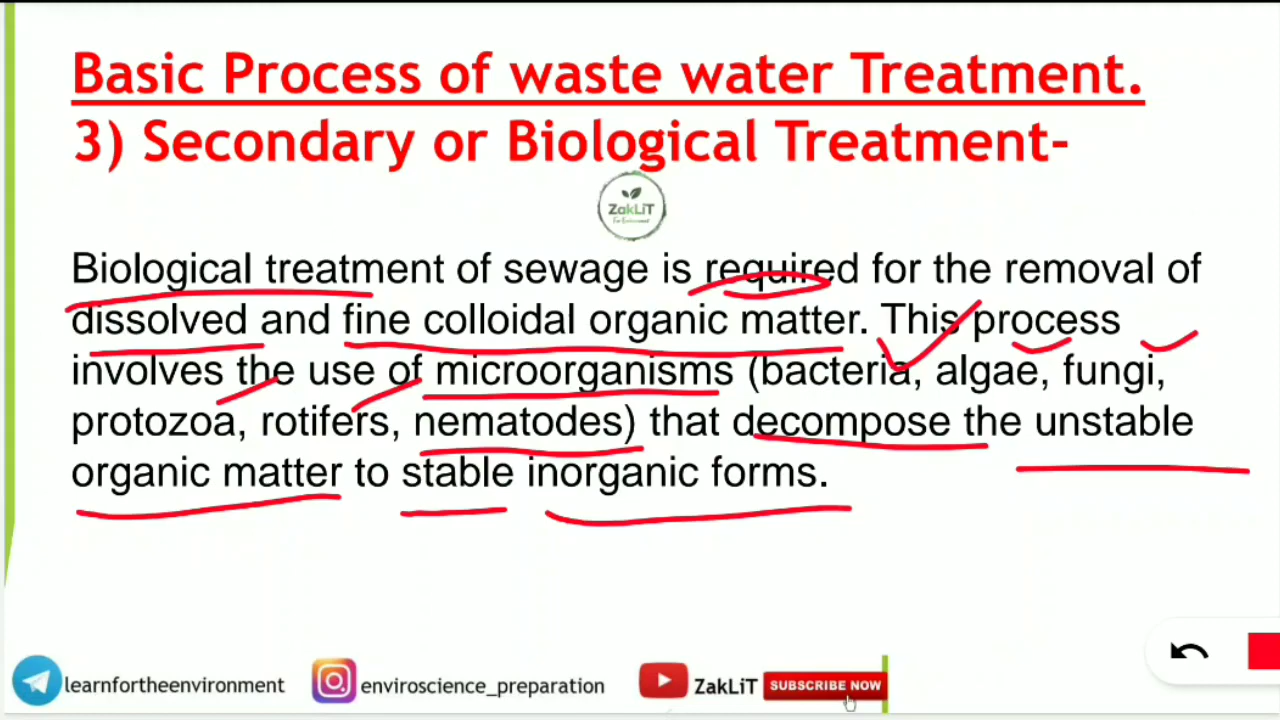 Basic Process of waste water Treatment.
3) Secondary or Biological Treatment-
ZakLiT
For Environment
Biological treatment of sewage is required for the removal of
dissolved and fine colloidal organic matter. This process
involves the use of microorganisms (bacteria, algae, fungi,
protozoa, rotifers, nematodes) that decompose the unstable
organic matter to stable inorganic forms.
learnfortheenvironment enviroscience_preparation ZakLiT SUBSCRIBE NOW